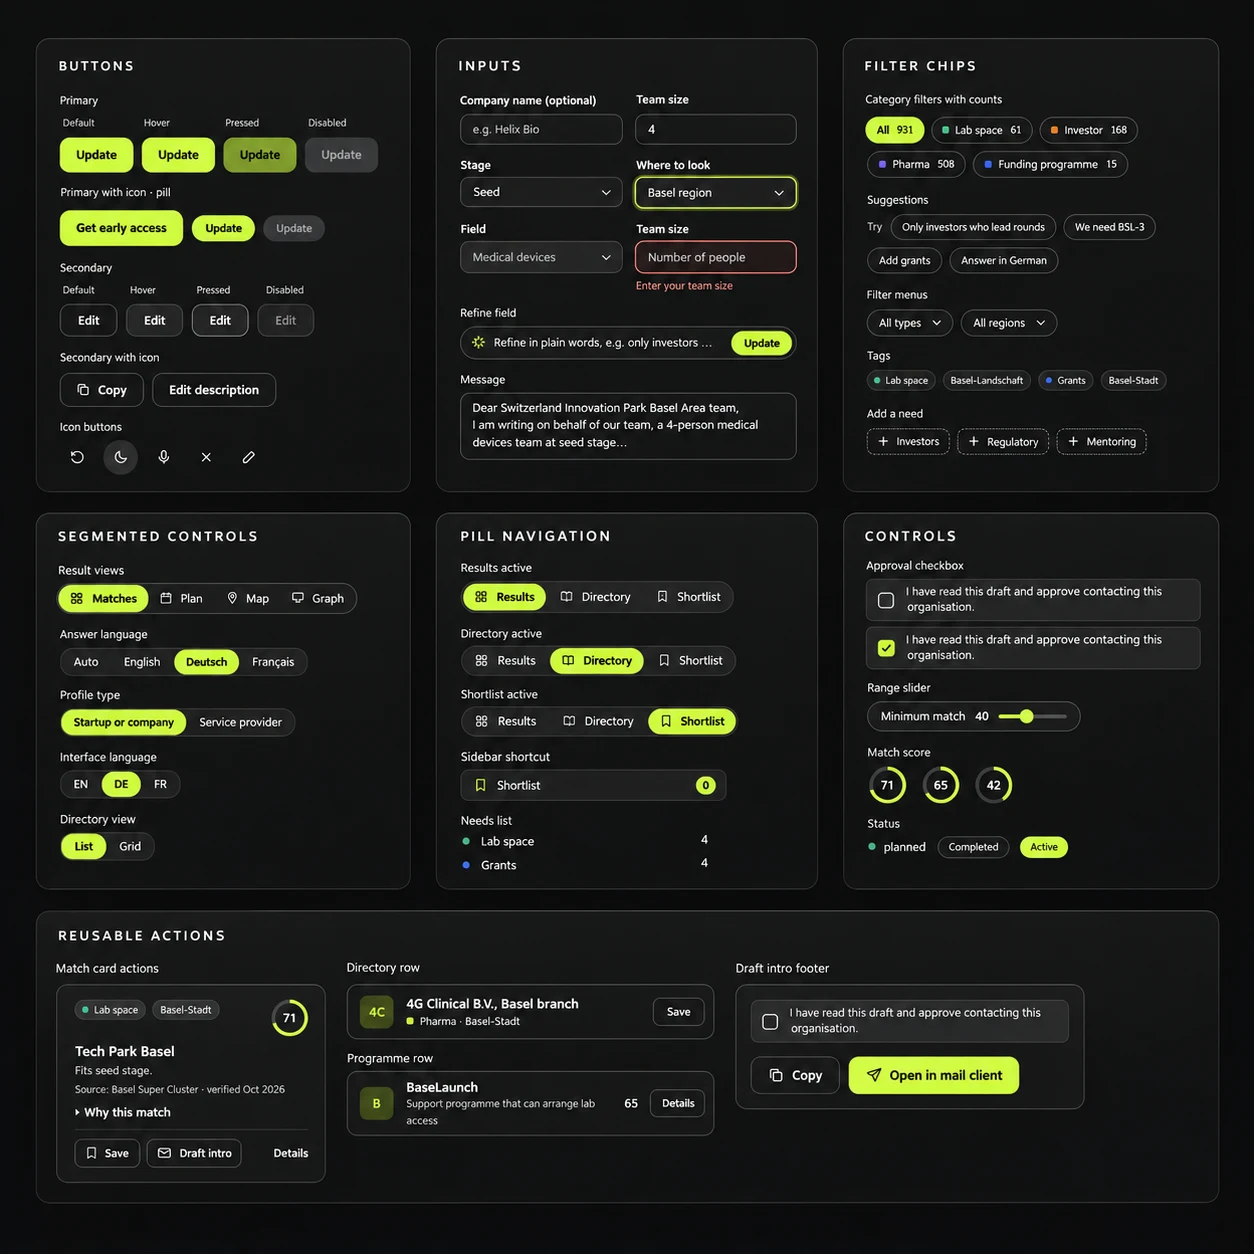 BUTTONS
Primary
Default Hover Pressed Disabled
Update Update Update Update
Primary with icon · pill
Get early access Update Update
Secondary
Default Hover Pressed Disabled
Edit Edit Edit Edit
Secondary with icon
Copy Edit description
Icon buttons
INPUTS
Company name (optional) Team size
e.g. Helix Bio 4
Stage Where to look
Seed Basel region
Field Team size
Medical devices Number of people
Enter your team size
Refine field
Refine in plain words, e.g. only investors ... Update
Message
Dear Switzerland Innovation Park Basel Area team,
I am writing on behalf of our team, a 4-person medical
devices team at seed stage...
FILTER CHIPS
Category filters with counts
All 931 Lab space 61 Investor 168
Pharma 508 Funding programme 15
Suggestions
Try Only investors who lead rounds We need BSL-3
Add grants Answer in German
Filter menus
All types All regions
Tags
Lab space Basel-Landschaft Grants Basel-Stadt
Add a need
+ Investors + Regulatory + Mentoring
SEGMENTED CONTROLS
Result views
Matches Plan Map Graph
Answer language
Auto English Deutsch Français
Profile type
Startup or company Service provider
Interface language
EN DE FR
Directory view
List Grid
PILL NAVIGATION
Results active
Results Directory Shortlist
Directory active
Results Directory Shortlist
Shortlist active
Results Directory Shortlist
Sidebar shortcut
Shortlist 0
Needs list
Lab space 4
Grants 4
CONTROLS
Approval checkbox
I have read this draft and approve contacting this
organisation.
I have read this draft and approve contacting this
organisation.
Range slider
Minimum match 40
Match score
71 65 42
Status
planned Completed Active
REUSABLE ACTIONS
Match card actions
Lab space Basel-Stadt 71
Tech Park Basel
Fits seed stage.
Source: Basel Super Cluster · verified Oct 2026
Why this match
Save Draft intro Details
Directory row
4C 4G Clinical B.V., Basel branch Save
Pharma · Basel-Stadt
Programme row
B BaseLaunch
Support programme that can arrange lab 65 Details
access
Draft intro footer
I have read this draft and approve contacting this
organisation.
Copy Open in mail client